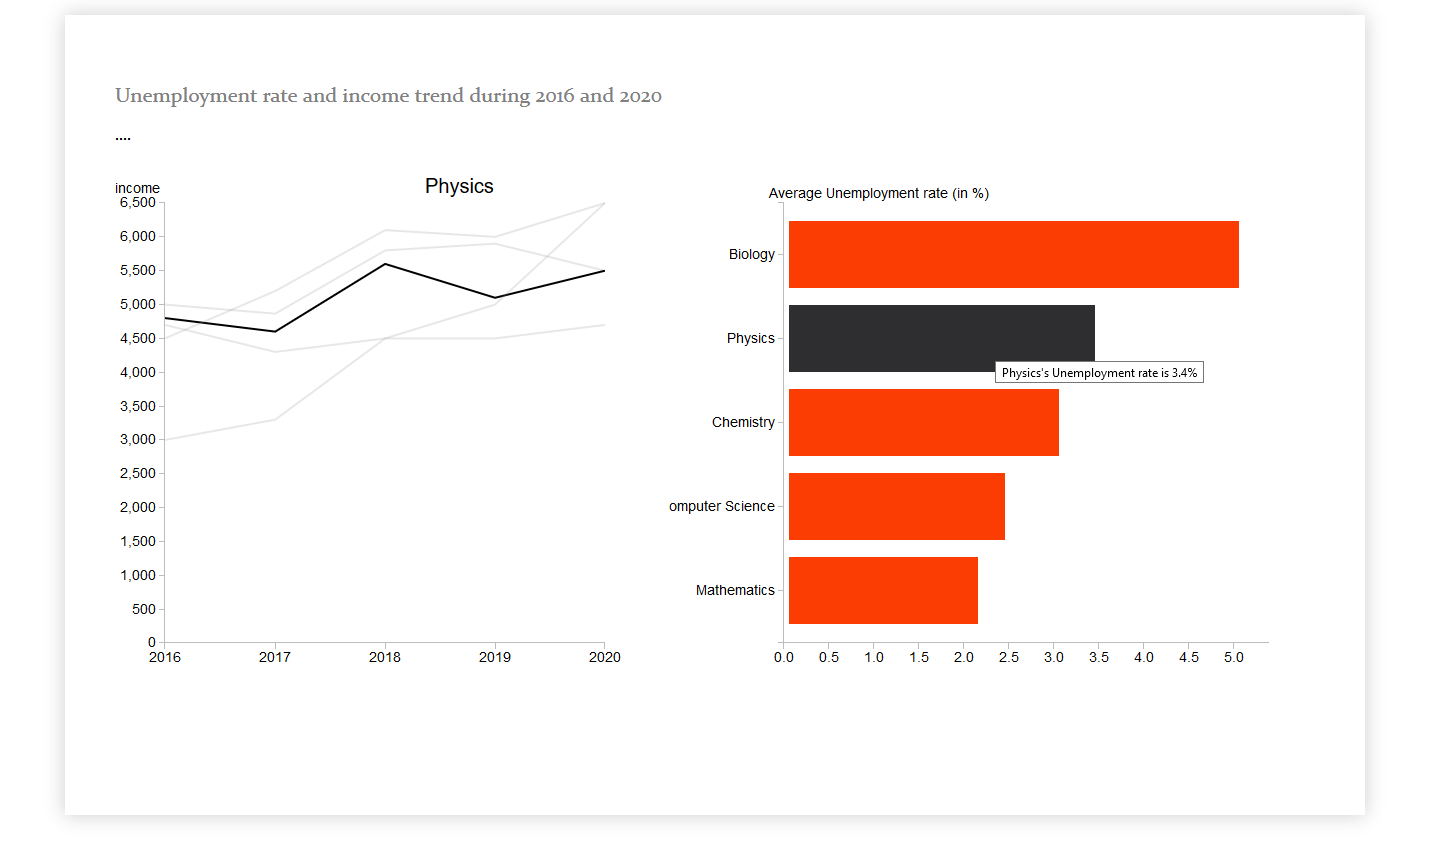 Unemployment rate and income trend during 2016 and 2020
....
income
Physics
6,500
6,000
5,500
5,000
4,500
4,000
3,500
3,000
2,500
2,000
1,500
1,000
500
0
2016 2017 2018 2019 2020
Average Unemployment rate (in %)
Biology
Physics
Physics's Unemployment rate is 3.4%
Chemistry
omputer Science
Mathematics
0.0 0.5 1.0 1.5 2.0 2.5 3.0 3.5 4.0 4.5 5.0